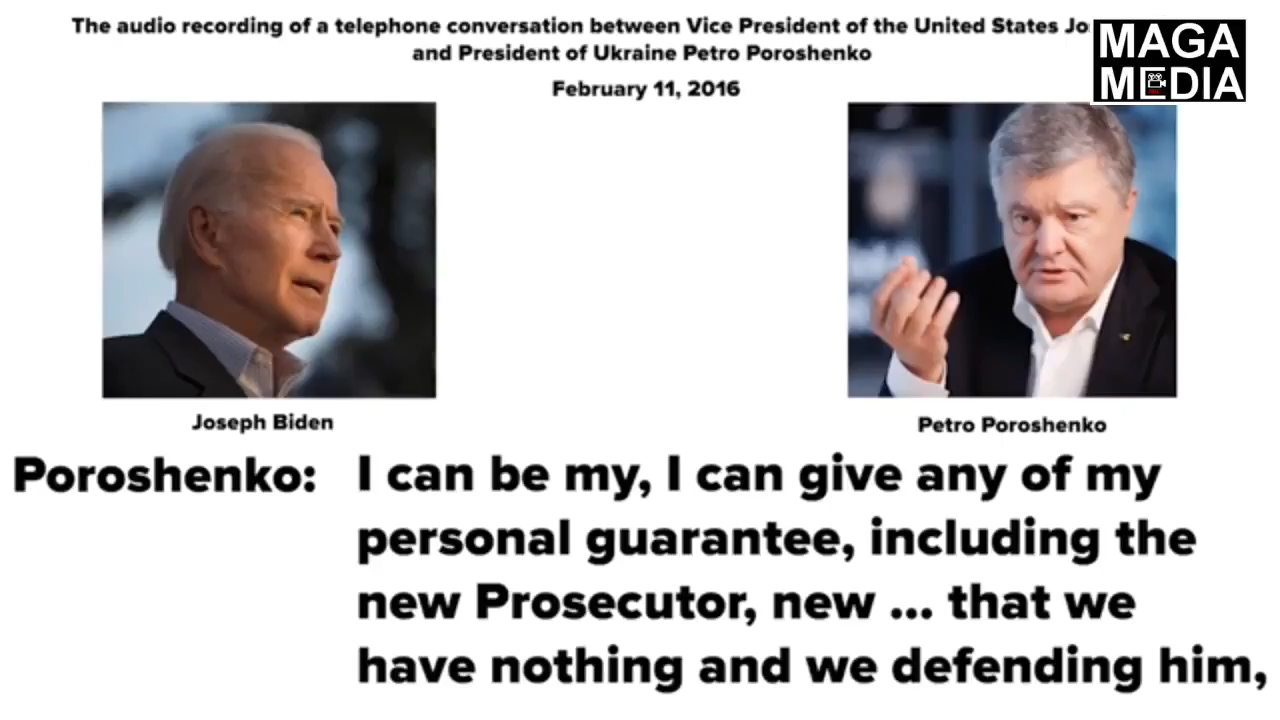 The audio recording of a telephone conversation between Vice President of the United States
and President of Ukraine Petro Poroshenko
February 11, 2016
MAGA
MEDIA
Joseph Biden
Petro Poroshenko
Poroshenko: I can be my, I can give any of my
personal guarantee, including the
new Prosecutor, new ... that we
have nothing and we defending him,